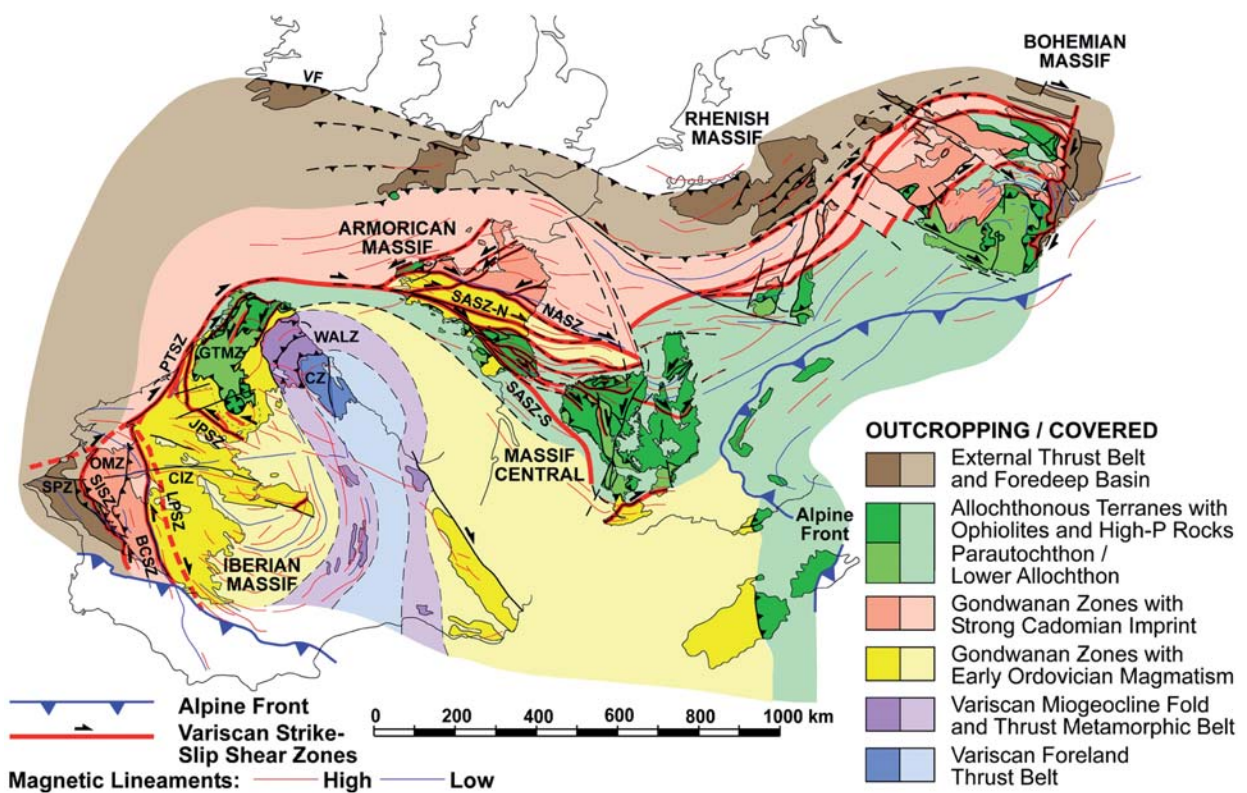 BOHEMIAN
MASSIF
VF
RHENISH
MASSIF
ARMORICAN
MASSIF
SASZ-N
NASZ
PTSZ
GTMZ
WALZ
CZ
SASZ-S
JPSZ
MASSIF
CENTRAL
OMZ
CIZ
SPZ
SISZ
LPSZ
BCSZ
IBERIAN
MASSIF
Alpine
Front
OUTCROPPING / COVERED
External Thrust Belt
and Foredeep Basin
Allochthonous Terranes with
Ophiolites and High-P Rocks
Parautochthon /
Lower Allochthon
Gondwanan Zones with
Strong Cadomian Imprint
Gondwanan Zones with
Early Ordovician Magmatism
Variscan Miogeocline Fold
and Thrust Metamorphic Belt
Variscan Foreland
Thrust Belt
Alpine Front
Variscan Strike-
Slip Shear Zones
Magnetic Lineaments: High Low
0 200 400 600 800 1000 km